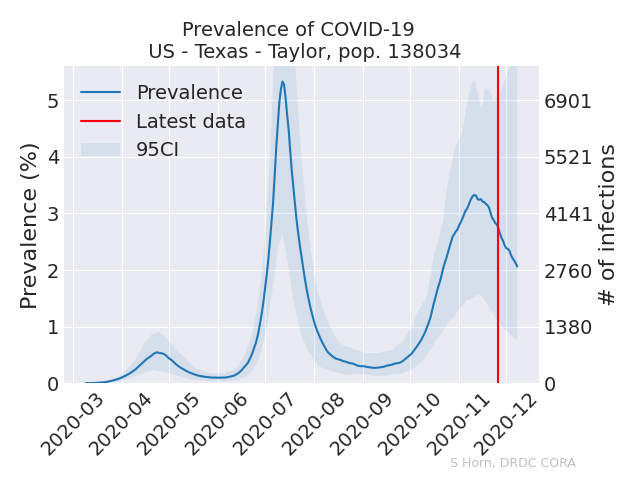 Prevalence of COVID-19
US - Texas - Taylor, pop. 138034
Prevalence
Latest data
95CI
Prevalence (%)
5
4
3
2
1
0
6901
5521
4141
2760
1380
0
# of infections
2020-03
2020-04
2020-05
2020-06
2020-07
2020-08
2020-09
2020-10
2020-11
2020-12
S Horn, DRDC CORA